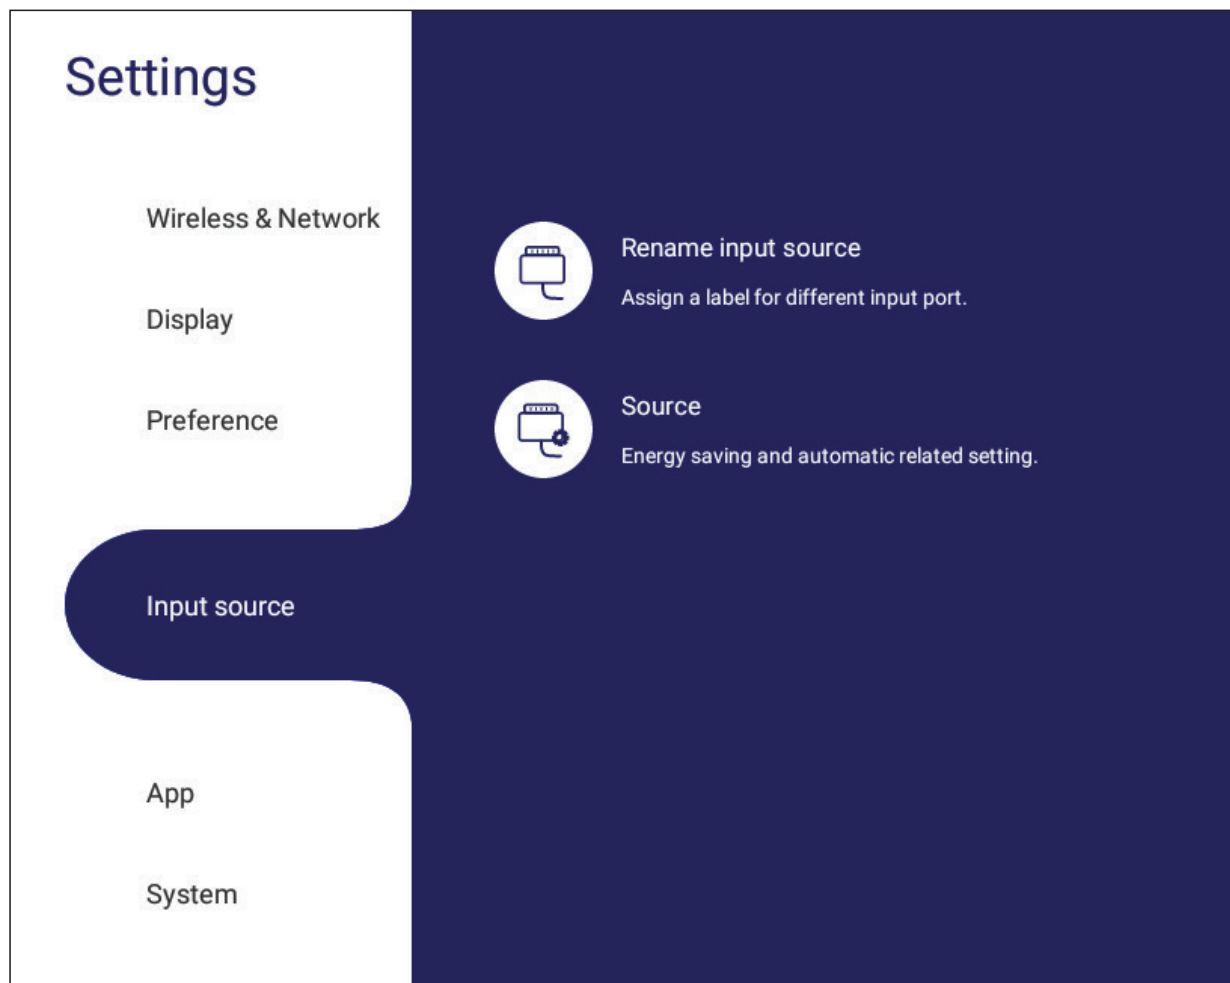 Settings
Wireless & Network
Display
Preference
Input source
App
System
Rename input source
Assign a label for different input port.
Source
Energy saving and automatic related setting.